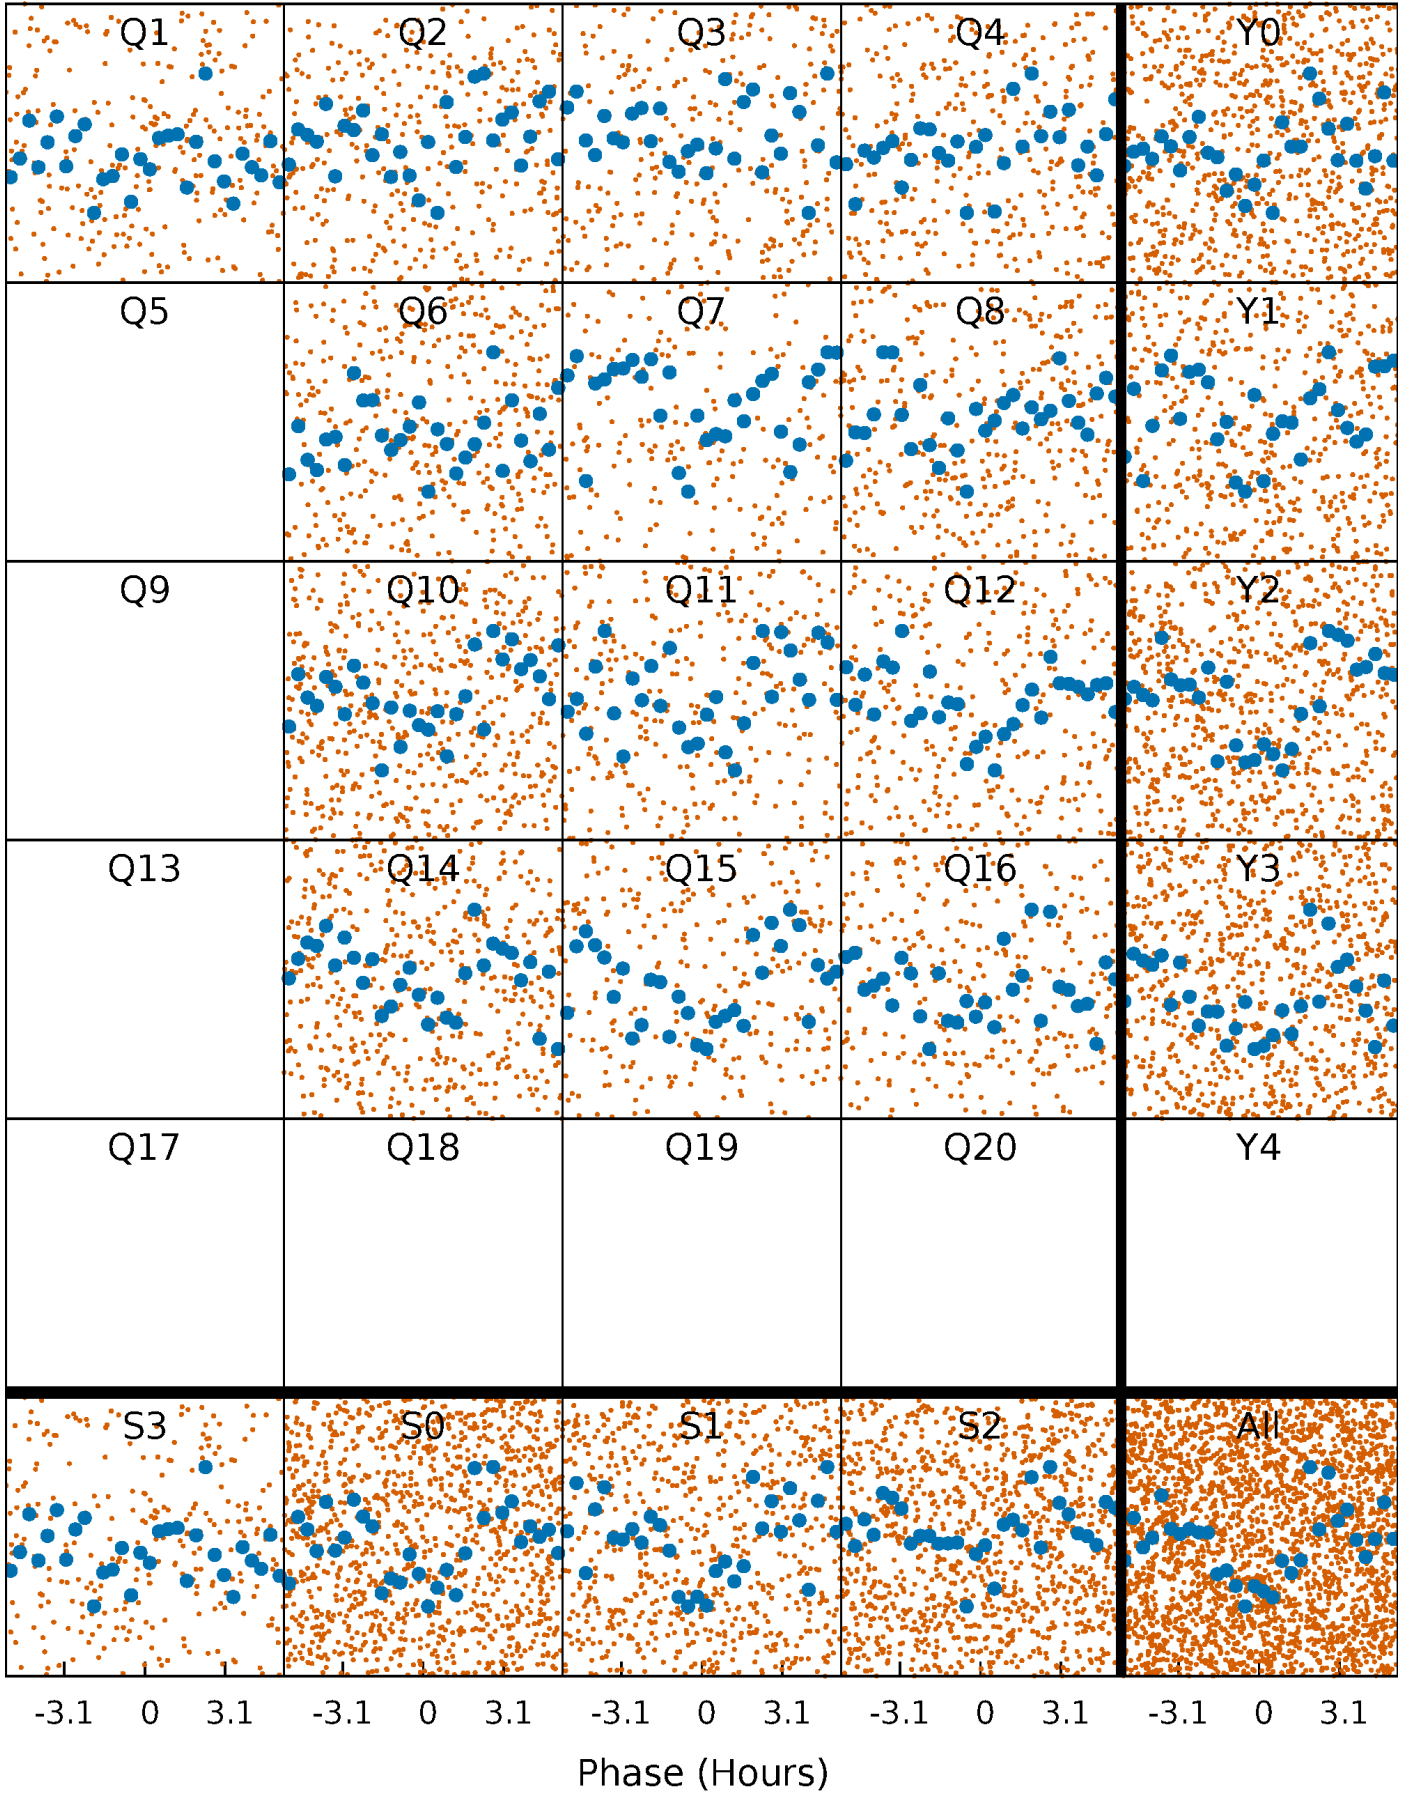 Q1 Q2 Q3 Q4 Y0
Q5 Q6 Q7 Q8 Y1
Q9 Q10 Q11 Q12 Y2
Q13 Q14 Q15 Q16 Y3
Q17 Q18 Q19 Q20 Y4
S3 S0 S1 S2 All
-3.1 0 3.1 -3.1 0 3.1 -3.1 0 3.1 -3.1 0 3.1 -3.1 0 3.1
Phase (Hours)